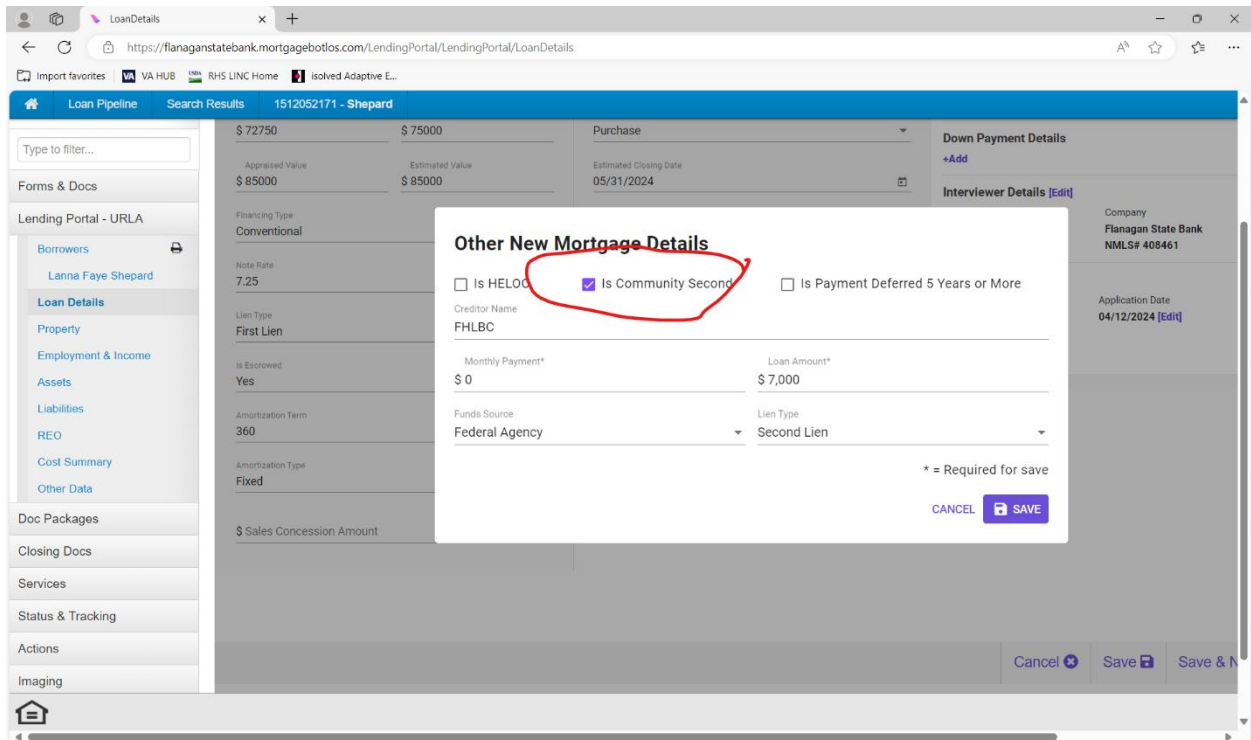 LoanDetails
https://flanaganstatebank.mortgagebotlos.com/LendingPortal/LendingPortal/LoanDetails
Import favorites VA VA HUB USDA RHS LINC Home isolved Adaptive E...
Loan Pipeline Search Results 1512052171 - Shepard
Type to filter...
Forms & Docs
Lending Portal - URLA
Borrowers
Lanna Faye Shepard
Loan Details
Property
Employment & Income
Assets
Liabilities
REO
Cost Summary
Other Data
Doc Packages
Closing Docs
Services
Status & Tracking
Actions
Imaging
$ 72750 $ 75000 Purchase
Appraised Value Estimated Value Estimated Closing Date
$ 85000 $ 85000 05/31/2024
Financing Type
Conventional
Note Rate
7.25
Lien Type
First Lien
Is Escrowed
Yes
Amortization Term
360
Amortization Type
Fixed
$ Sales Concession Amount
Other New Mortgage Details
Is HELOC Is Community Second Is Payment Deferred 5 Years or More
Creditor Name
FHLBC
Monthly Payment* Loan Amount*
$ 0 $ 7,000
Funds Source Lien Type
Federal Agency Second Lien
* = Required for save
CANCEL SAVE
Down Payment Details
+Add
Interviewer Details [Edit]
Company
Flanagan State Bank
NMLS# 408461
Application Date
04/12/2024 [Edit]
Cancel Save Save & N